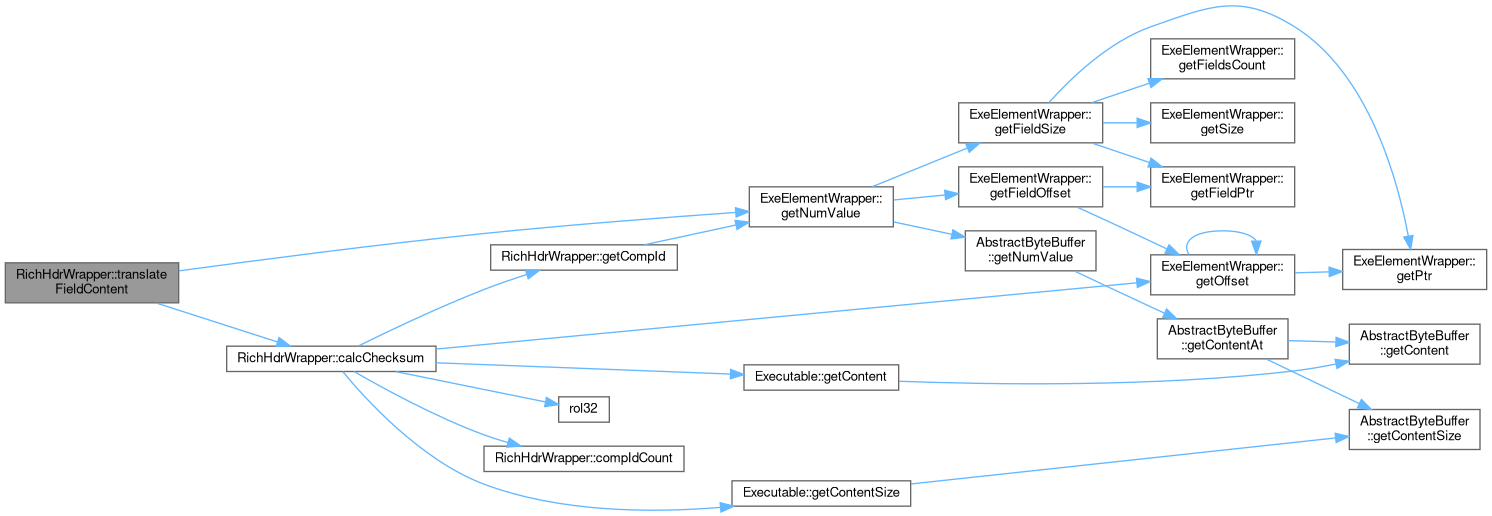 RichHdrWrapper::translate
FieldContent
RichHdrWrapper::calcChecksum
RichHdrWrapper::getCompId
rol32
RichHdrWrapper::compIdCount
ExeElementWrapper::
getNumValue
Executable::getContent
Executable::getContentSize
ExeElementWrapper::
getFieldSize
ExeElementWrapper::
getFieldOffset
AbstractByteBuffer
::getNumValue
ExeElementWrapper::
getFieldsCount
ExeElementWrapper::
getSize
ExeElementWrapper::
getFieldPtr
ExeElementWrapper::
getOffset
AbstractByteBuffer
::getContentAt
ExeElementWrapper::
getPtr
AbstractByteBuffer
::getContent
AbstractByteBuffer
::getContentSize